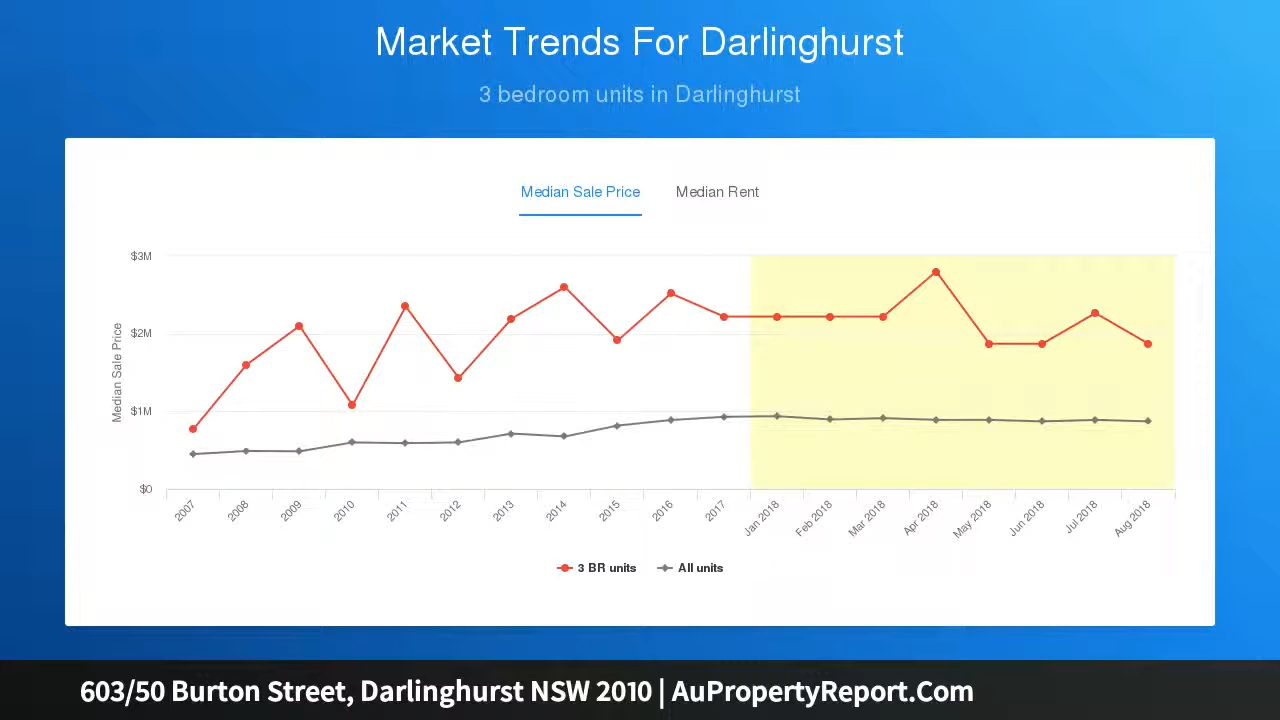 Market Trends For Darlinghurst
3 bedroom units in Darlinghurst
Median Sale Price Median Rent
$3M
$2M
$1M
$0
Median Sale Price
2007 2008 2009 2010 2011 2012 2013 2014 2015 2016 2017 Jan 2018 Feb 2018 Mar 2018 Apr 2018 May 2018 Jun 2018 Jul 2018 Aug 2018
3 BR units All units
603/50 Burton Street, Darlinghurst NSW 2010 | AuPropertyReport.Com